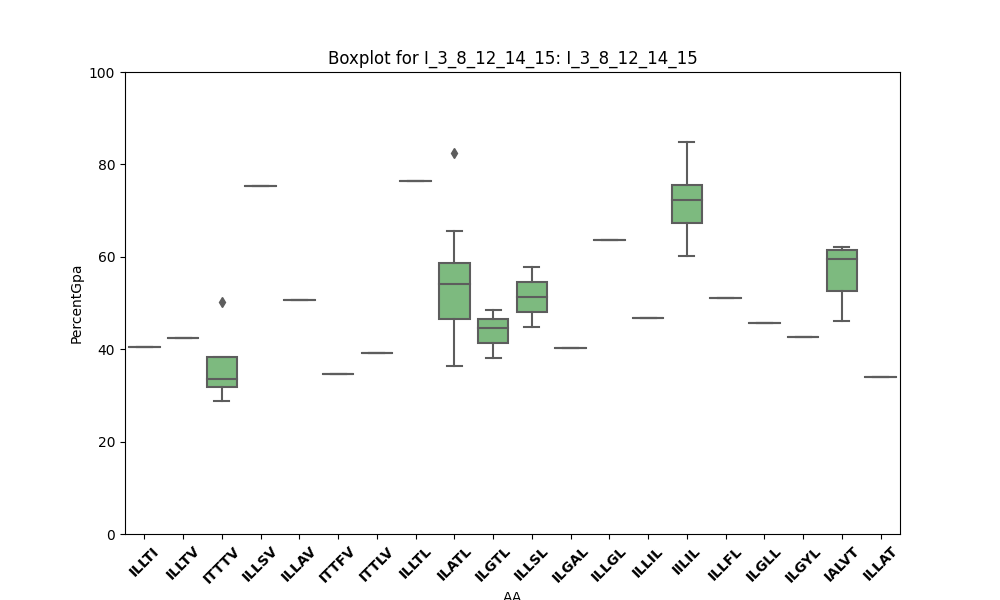 Boxplot for I_3_8_12_14_15: I_3_8_12_14_15
100
80
60
40
20
0
PercentGpa
ILLTI
ILLTV
ITTTV
ILLSV
ILLAV
ITTFV
ITTLV
ILLTL
ILATL
ILGTL
ILLSL
ILGAL
ILLGL
ILLIL
IILIL
ILLFL
ILGLL
ILGYL
IALVT
ILLAT
AA